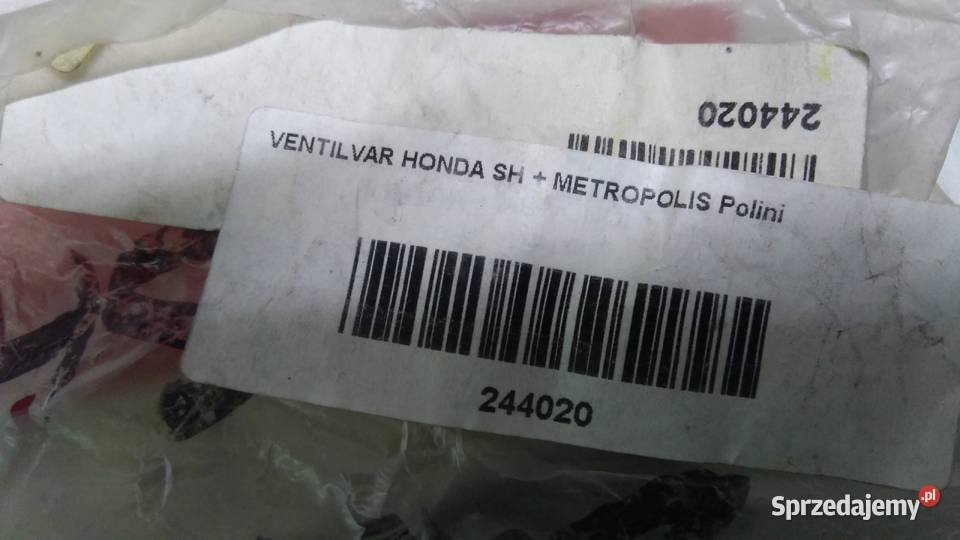 244020
VENTILVAR HONDA SH + METROPOLIS Polini
244020
Sprzedajemy.pl